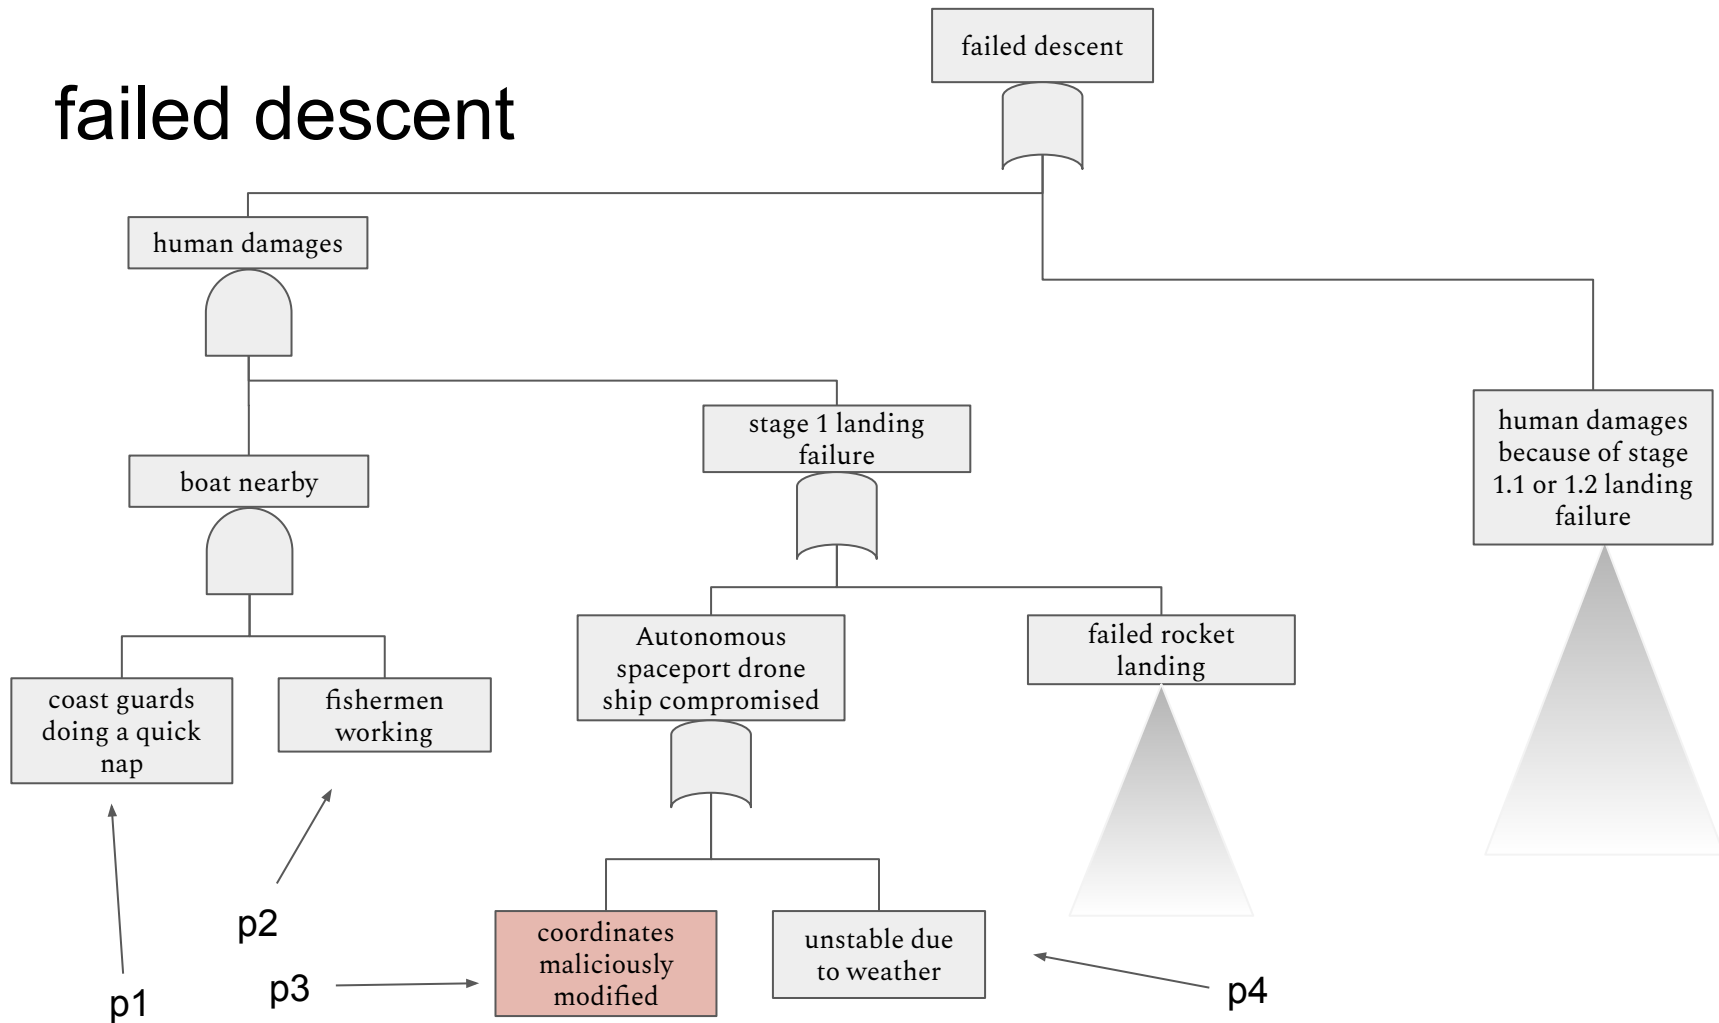 failed descent
failed descent
human damages
stage 1 landing
failure
human damages
because of stage
1.1 or 1.2 landing
failure
boat nearby
Autonomous
spaceport drone
ship compromised
failed rocket
landing
coast guards
doing a quick
nap
fishermen
working
p2
coordinates
maliciously
modified
unstable due
to weather
p1
p3
p4